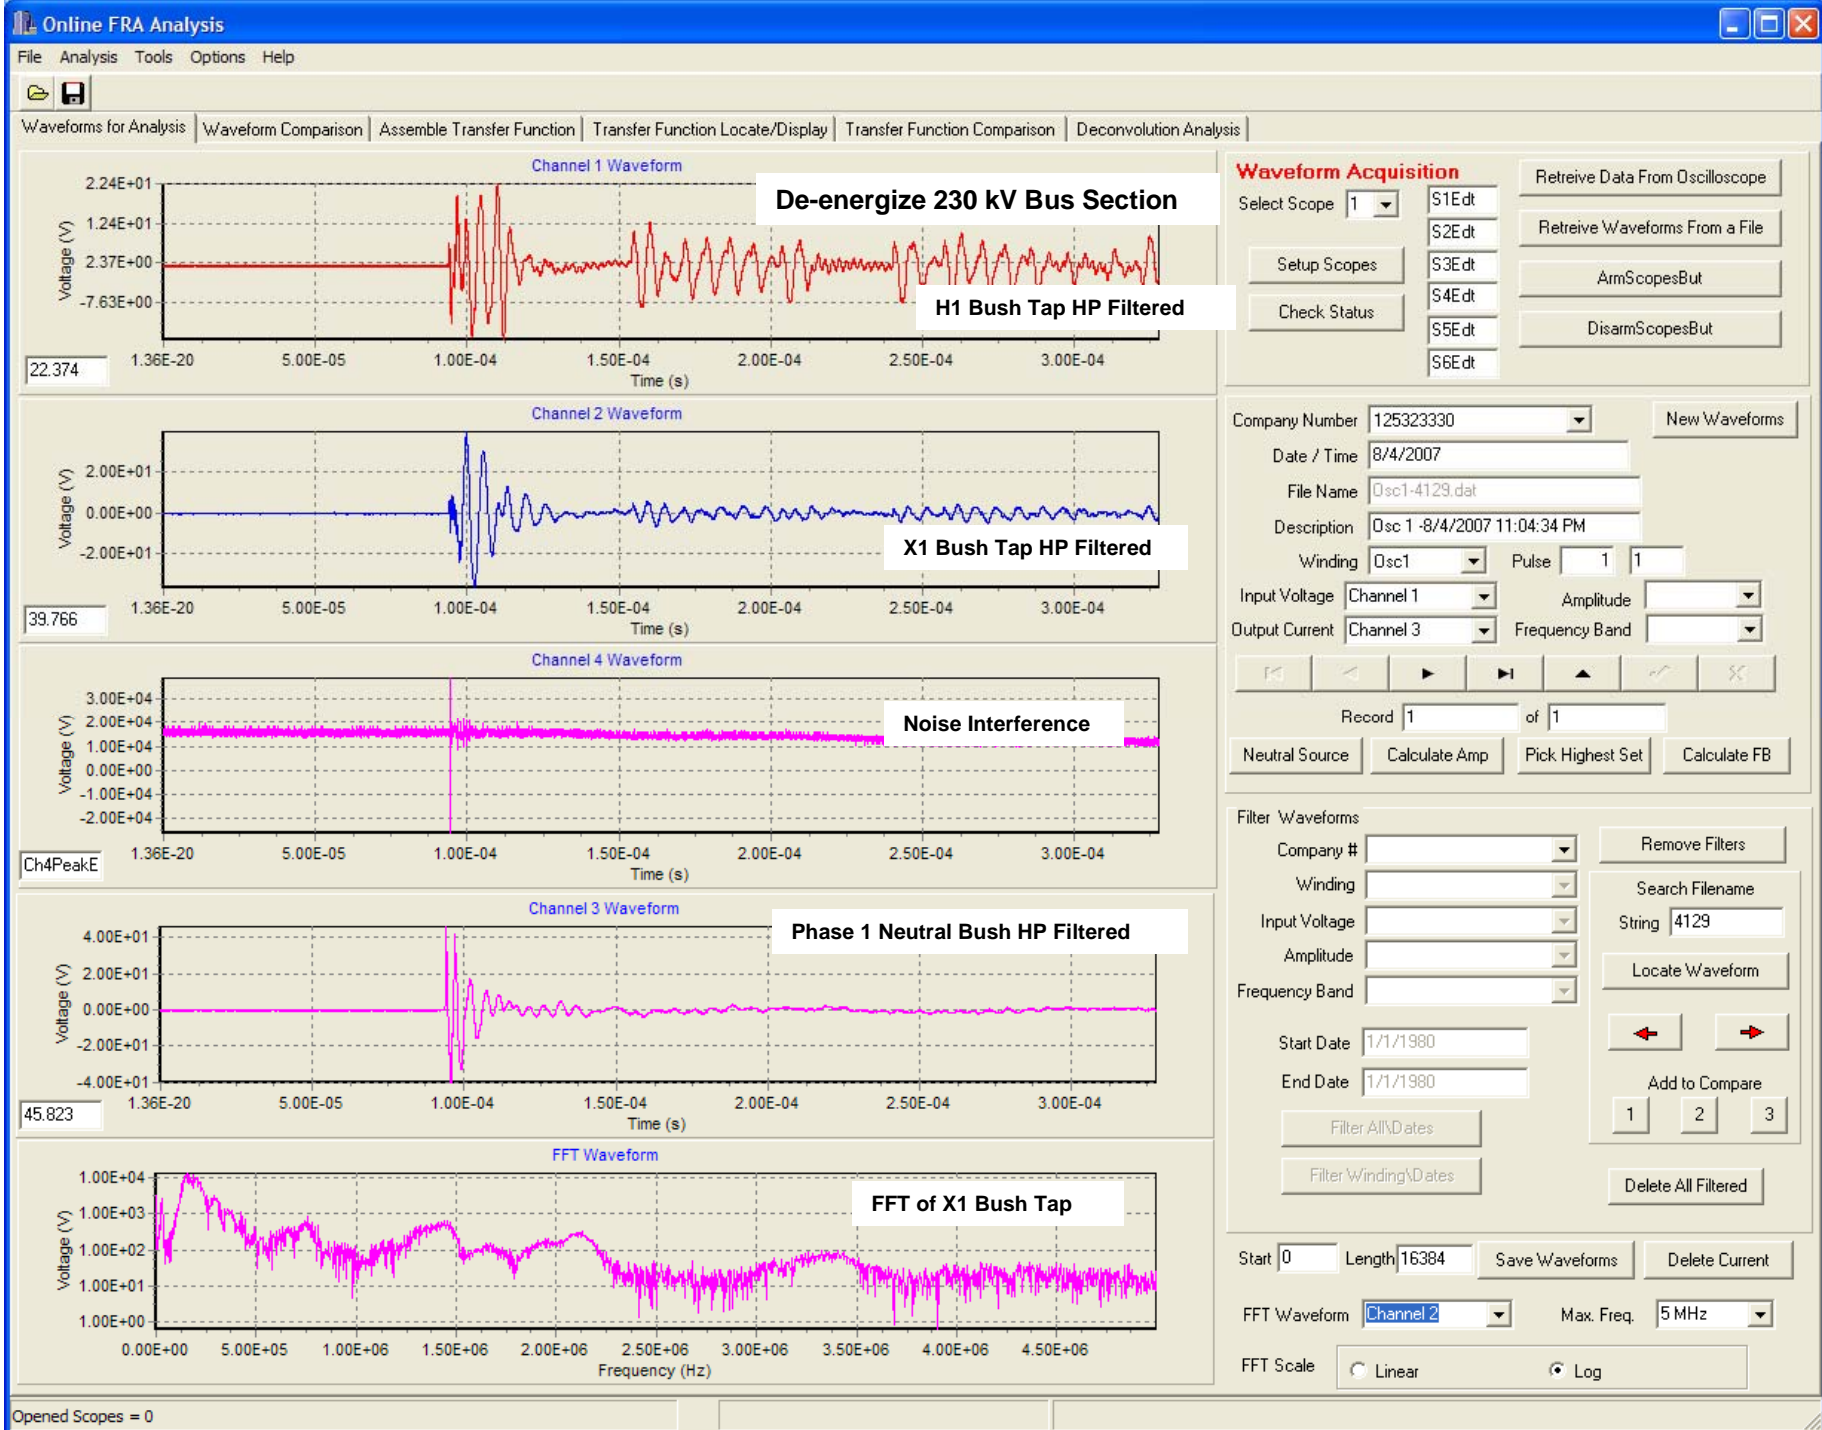 Online FRA Analysis
File Analysis Tools Options Help
Waveforms for Analysis Waveform Comparison Assemble Transfer Function Transfer Function Locate/Display Transfer Function Comparison Deconvolution Analysis
Channel 1 Waveform
De-energize 230 kV Bus Section
H1 Bush Tap HP Filtered
2.24E+01
1.24E+01
2.37E+00
-7.63E+00
Voltage (V)
22.374
1.36E-20 5.00E-05 1.00E-04 1.50E-04 2.00E-04 2.50E-04 3.00E-04
Time (s)
Channel 2 Waveform
X1 Bush Tap HP Filtered
2.00E+01
0.00E+00
-2.00E+01
Voltage (V)
39.766
1.36E-20 5.00E-05 1.00E-04 1.50E-04 2.00E-04 2.50E-04 3.00E-04
Time (s)
Channel 4 Waveform
Noise Interference
3.00E+04
2.00E+04
1.00E+04
0.00E+00
-1.00E+04
-2.00E+04
Voltage (V)
Ch4PeakE
1.36E-20 5.00E-05 1.00E-04 1.50E-04 2.00E-04 2.50E-04 3.00E-04
Time (s)
Channel 3 Waveform
Phase 1 Neutral Bush HP Filtered
4.00E+01
2.00E+01
0.00E+00
-2.00E+01
-4.00E+01
Voltage (V)
45.823
1.36E-20 5.00E-05 1.00E-04 1.50E-04 2.00E-04 2.50E-04 3.00E-04
Time (s)
FFT Waveform
FFT of X1 Bush Tap
1.00E+04
1.00E+03
1.00E+02
1.00E+01
1.00E+00
Voltage (V)
0.00E+00 5.00E+05 1.00E+06 1.50E+06 2.00E+06 2.50E+06 3.00E+06 3.50E+06 4.00E+06 4.50E+06
Frequency (Hz)
Waveform Acquisition
Select Scope 1
S1Edt
S2Edt
S3Edt
S4Edt
S5Edt
S6Edt
Setup Scopes
Check Status
Retreive Data From Oscilloscope
Retreive Waveforms From a File
ArmScopesBut
DisarmScopesBut
Company Number 125323330 New Waveforms
Date / Time 8/4/2007
File Name Osc1-4129.dat
Description Osc 1 -8/4/2007 11:04:34 PM
Winding Osc1 Pulse 1 1
Input Voltage Channel 1 Amplitude
Output Current Channel 3 Frequency Band
Record 1 of 1
Neutral Source Calculate Amp Pick Highest Set Calculate FB
Filter Waveforms
Company #
Winding
Input Voltage
Amplitude
Frequency Band
Start Date 1/1/1980
End Date 1/1/1980
Filter All\Dates
Filter Winding\Dates
Remove Filters
Search Filename
String 4129
Locate Waveform
Add to Compare
1 2 3
Delete All Filtered
Start 0 Length 16384 Save Waveforms Delete Current
FFT Waveform Channel 2 Max. Freq. 5 MHz
FFT Scale Linear Log
Opened Scopes = 0